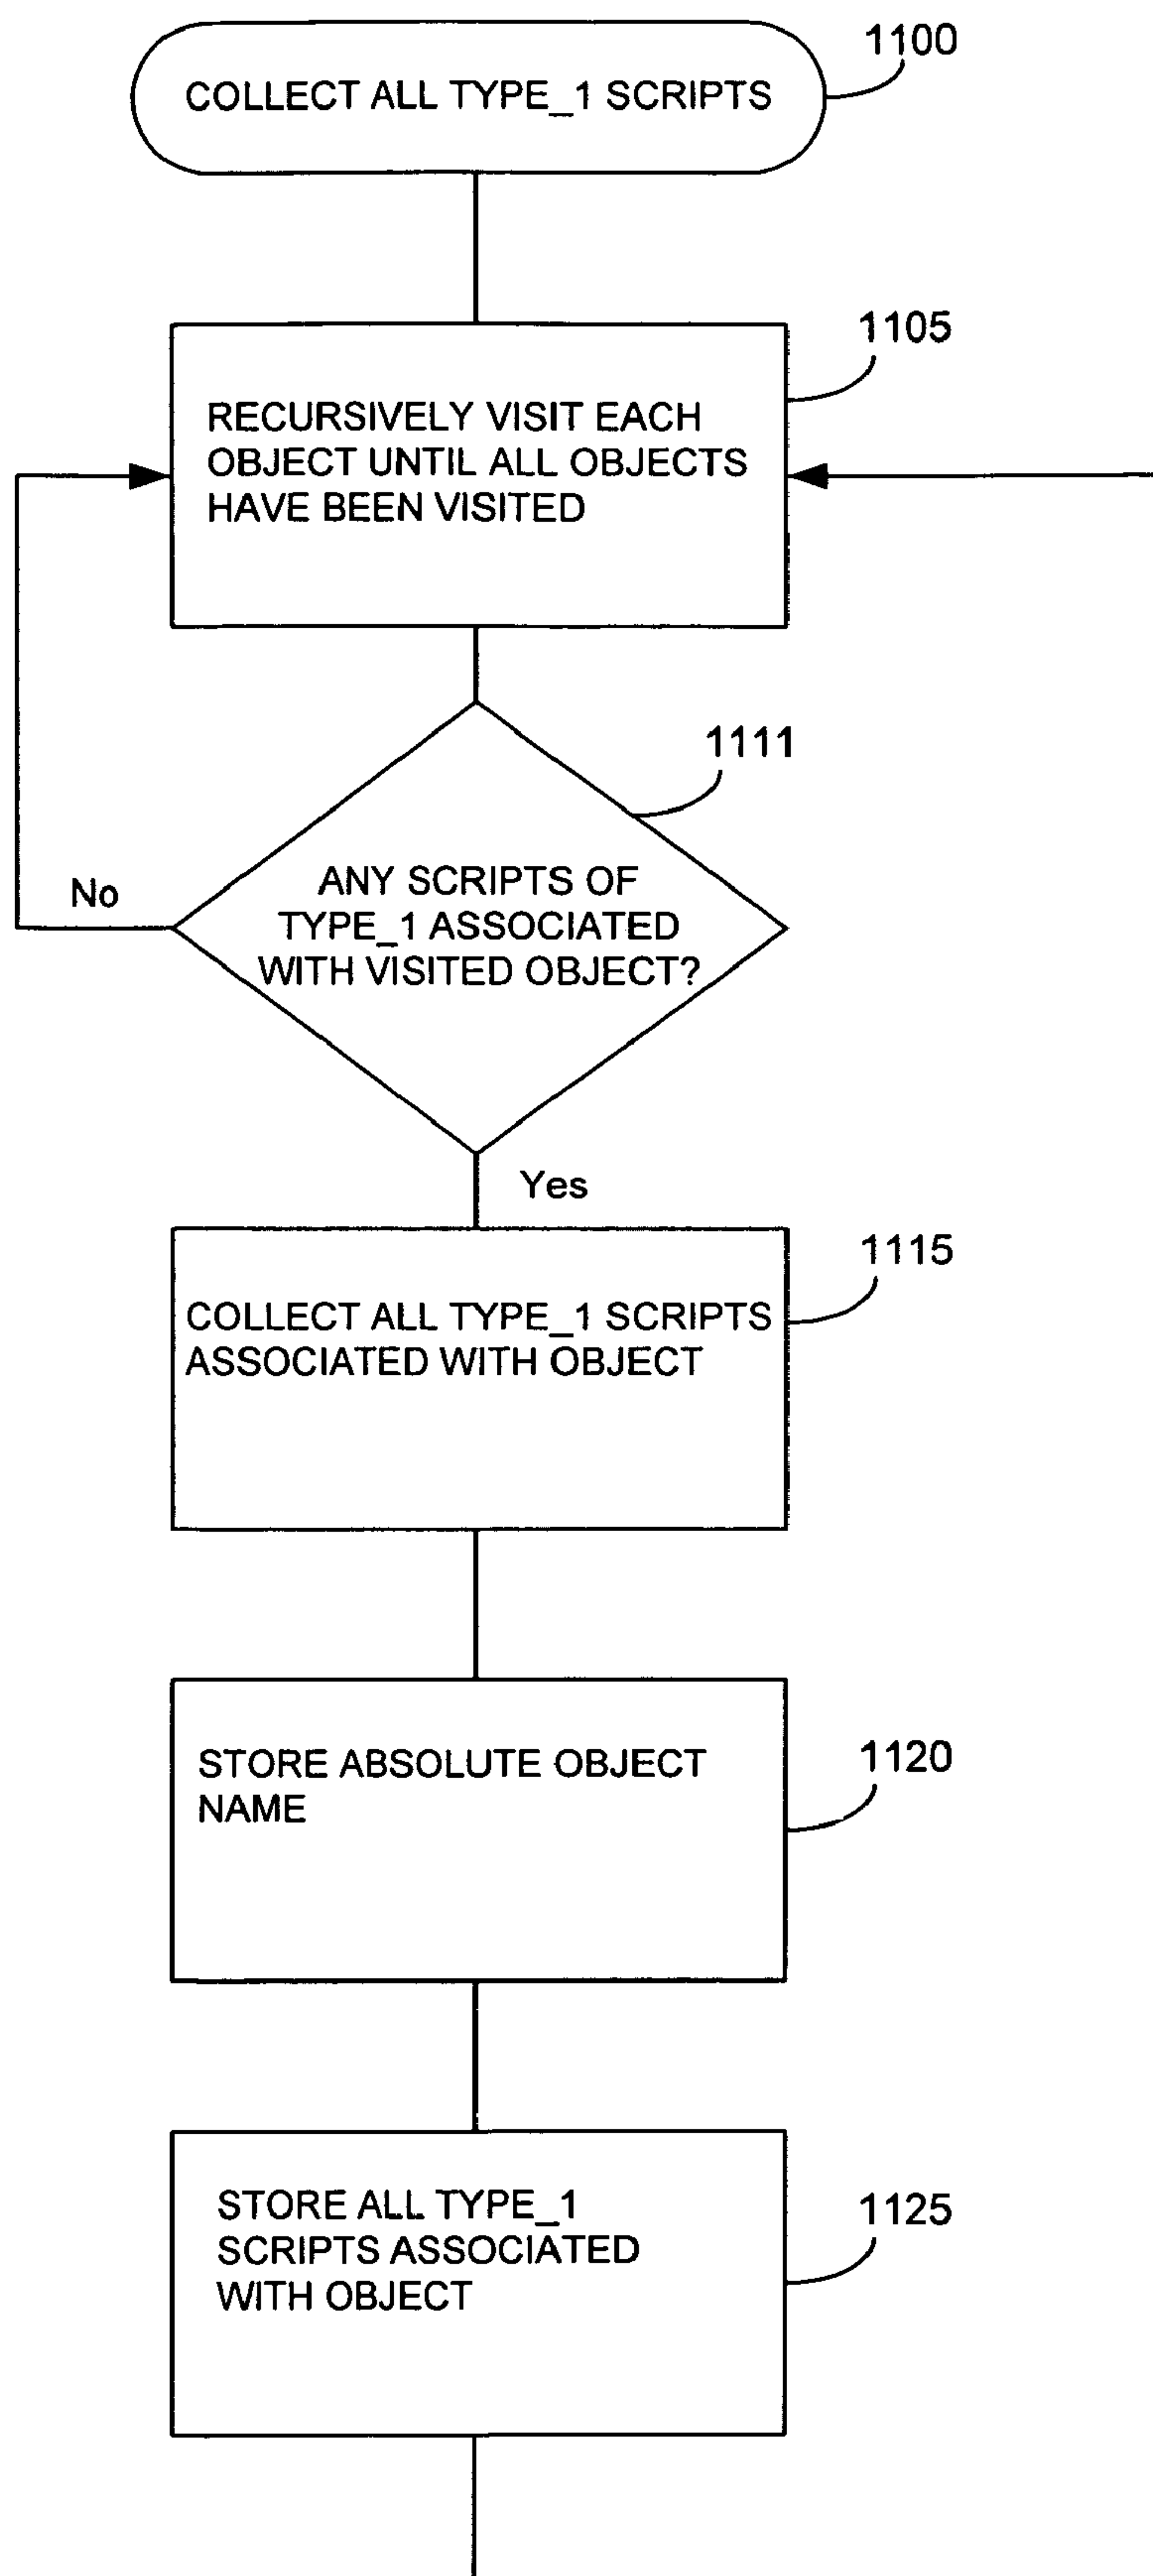 1100
COLLECT ALL TYPE_1 SCRIPTS
1105
RECURSIVELY VISIT EACH
OBJECT UNTIL ALL OBJECTS
HAVE BEEN VISITED
1111
ANY SCRIPTS OF
TYPE_1 ASSOCIATED
WITH VISITED OBJECT?
No
Yes
1115
COLLECT ALL TYPE_1 SCRIPTS
ASSOCIATED WITH OBJECT
1120
STORE ABSOLUTE OBJECT
NAME
1125
STORE ALL TYPE_1
SCRIPTS ASSOCIATED
WITH OBJECT